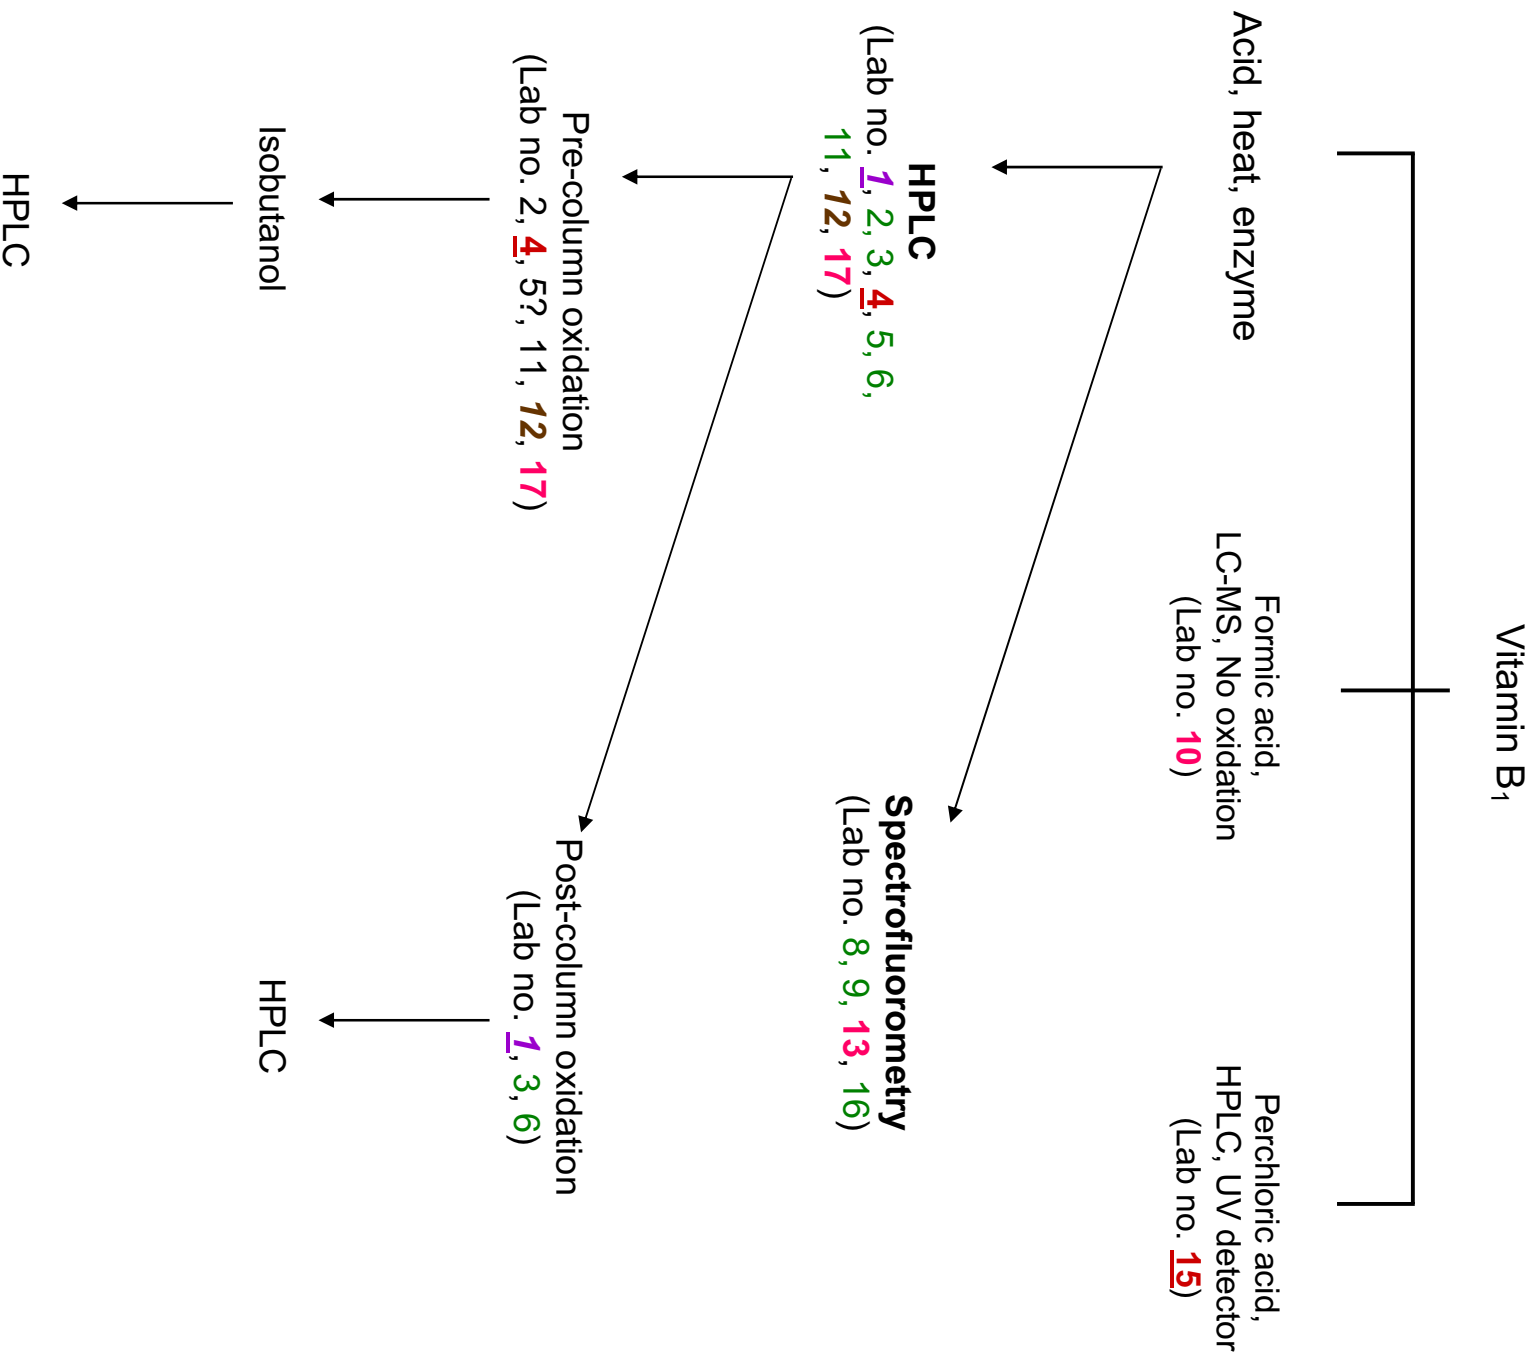 Vitamin B₁
Acid, heat, enzyme
Formic acid,
LC-MS, No oxidation
(Lab no. 10)
Perchloric acid,
HPLC, UV detector
(Lab no. 15)
HPLC
(Lab no. 1, 2, 3, 4, 5, 6,
11, 12, 17)
Spectrofluorometry
(Lab no. 8, 9, 13, 16)
Pre-column oxidation
(Lab no. 2, 4, 5?, 11, 12, 17)
Post-column oxidation
(Lab no. 1, 3, 6)
Isobutanol
HPLC
HPLC